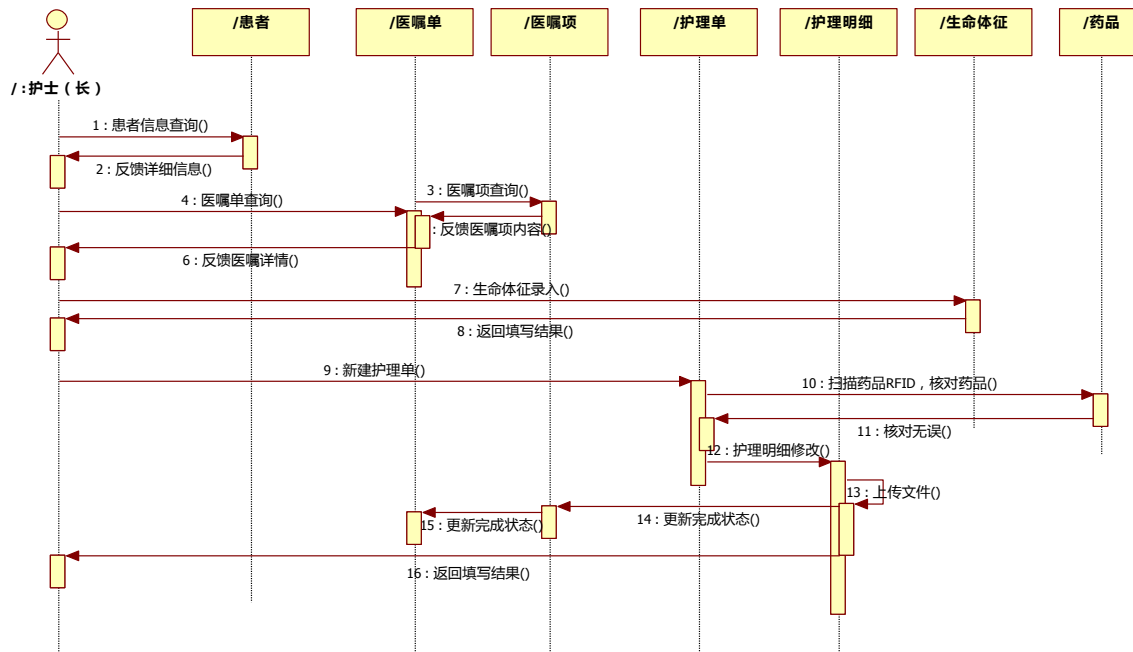 /患者
/医嘱单
/医嘱项
/护理单
/护理明细
/生命体征
/药品
/ : 护士（长）
1 : 患者信息查询()
2 : 反馈详细信息()
3 : 医嘱项查询()
4 : 医嘱单查询()
: 反馈医嘱项内容()
6 : 反馈医嘱详情()
7 : 生命体征录入()
8 : 返回填写结果()
9 : 新建护理单()
10 : 扫描药品RFID，核对药品()
11 : 核对无误()
12 : 护理明细修改()
13 : 上传文件()
14 : 更新完成状态()
15 : 更新完成状态()
16 : 返回填写结果()